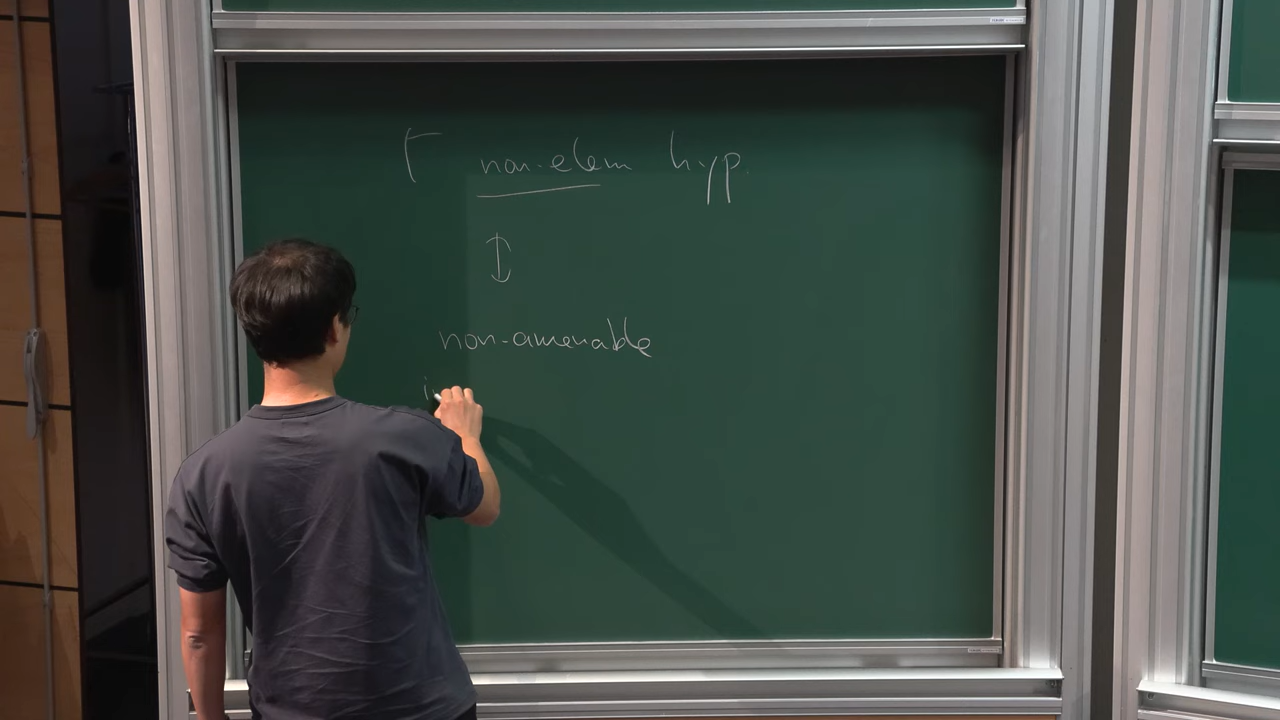 Γ non-elem hyp.
↕
non-amenable
i